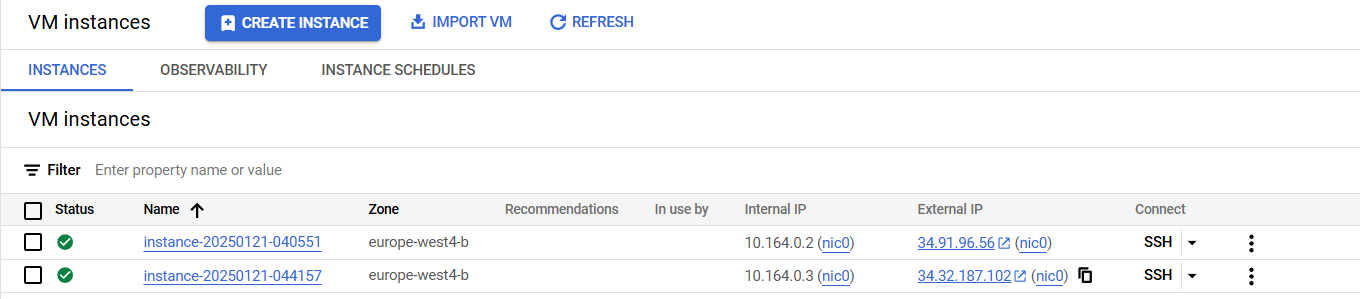 VM instances CREATE INSTANCE IMPORT VM REFRESH
INSTANCES OBSERVABILITY INSTANCE SCHEDULES
VM instances
Filter Enter property name or value
Status Name Zone Recommendations In use by Internal IP External IP Connect
instance-20250121-040551 europe-west4-b 10.164.0.2 (nic0) 34.91.96.56 (nic0) SSH
instance-20250121-044157 europe-west4-b 10.164.0.3 (nic0) 34.32.187.102 (nic0) SSH